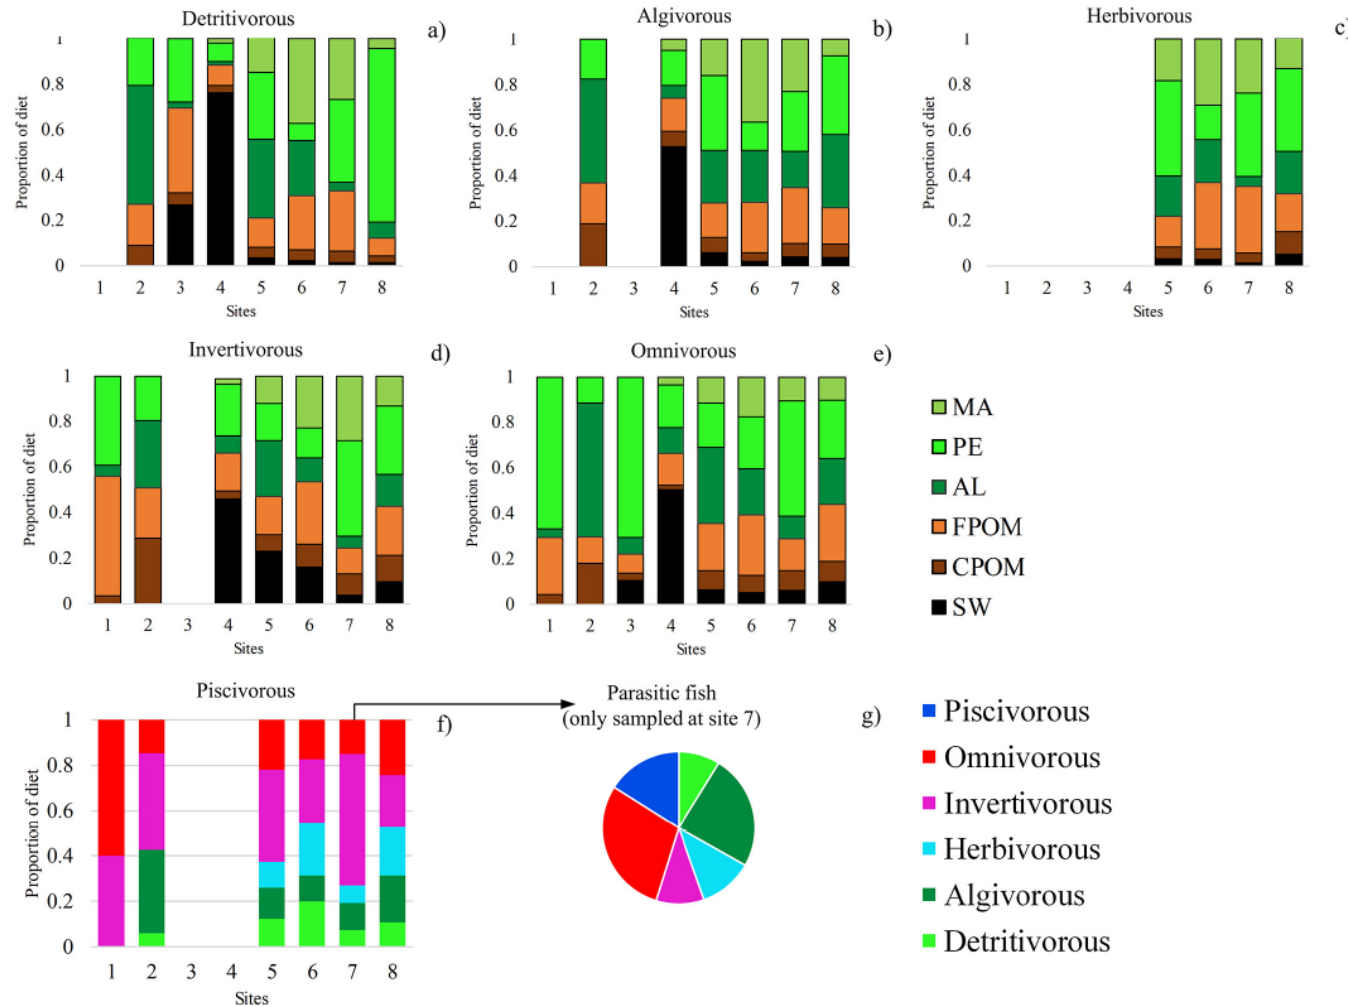 Detritivorous
a)
Proportion of diet
1
0.8
0.6
0.4
0.2
0
1 2 3 4 5 6 7 8
Sites
Algivorous
b)
Proportion of diet
1
0.8
0.6
0.4
0.2
0
1 2 3 4 5 6 7 8
Sites
Herbivorous
c)
Proportion of diet
1
0.8
0.6
0.4
0.2
0
1 2 3 4 5 6 7 8
Sites
Invertivorous
d)
Proportion of diet
1
0.8
0.6
0.4
0.2
0
1 2 3 4 5 6 7 8
Sites
Omnivorous
e)
Proportion of diet
1
0.8
0.6
0.4
0.2
0
1 2 3 4 5 6 7 8
Sites
MA
PE
AL
FPOM
CPOM
SW
Piscivorous
f)
Proportion of diet
1
0.8
0.6
0.4
0.2
0
1 2 3 4 5 6 7 8
Sites
Parasitic fish
(only sampled at site 7)
g)
Piscivorous
Omnivorous
Invertivorous
Herbivorous
Algivorous
Detritivorous